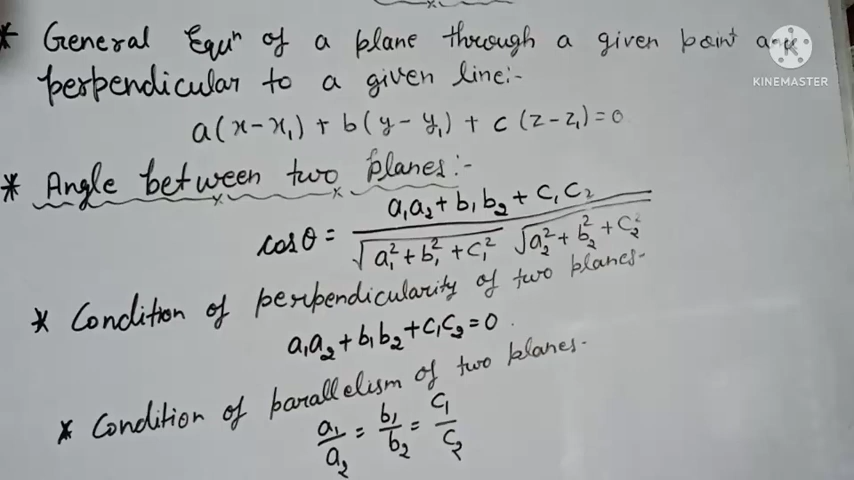 * General Equⁿ of a plane through a given point and
KINEMASTER
perpendicular to a given line:-
a(x-x₁) + b(y-y₁) + c(z-z₁)=0
* Angle between two planes:-
cosθ = (a₁a₂+b₁b₂+c₁c₂)/(√(a₁²+b₁²+c₁²) √(a₂²+b₂²+c₂²))
* Condition of perpendicularity of two planes-
a₁a₂+b₁b₂+c₁c₂=0.
* Condition of parallelism of two planes-
a₁/a₂ = b₁/b₂ = c₁/c₂